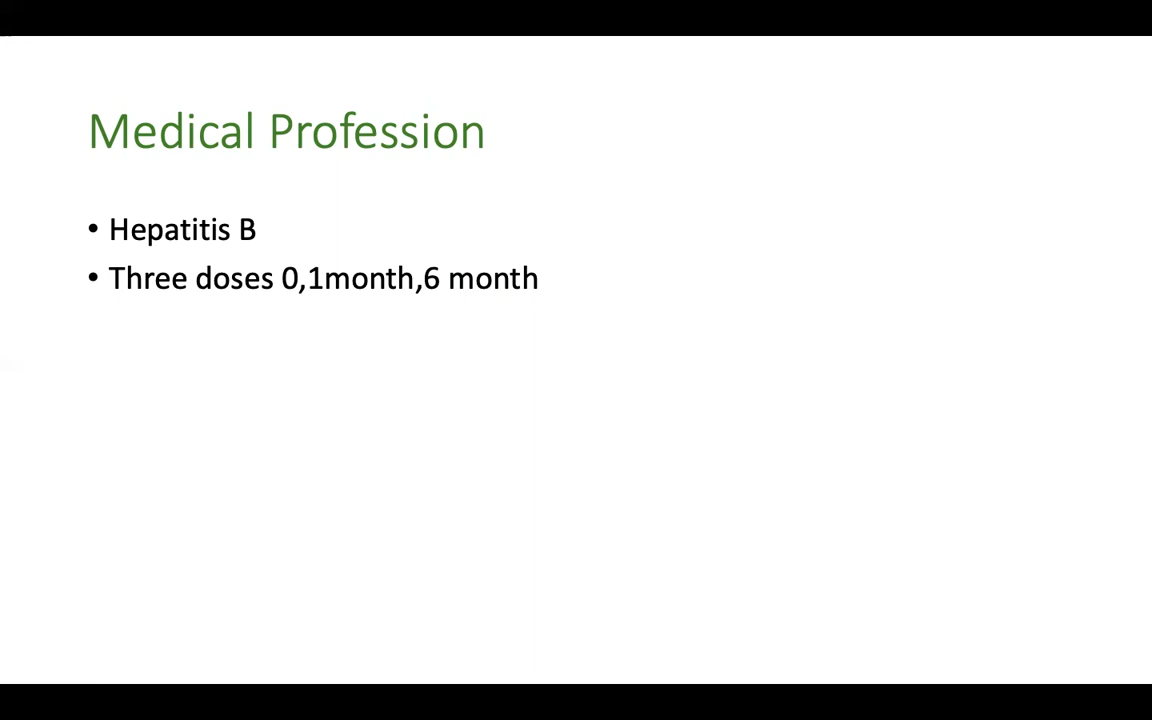 Medical Profession
• Hepatitis B
• Three doses 0,1month,6 month